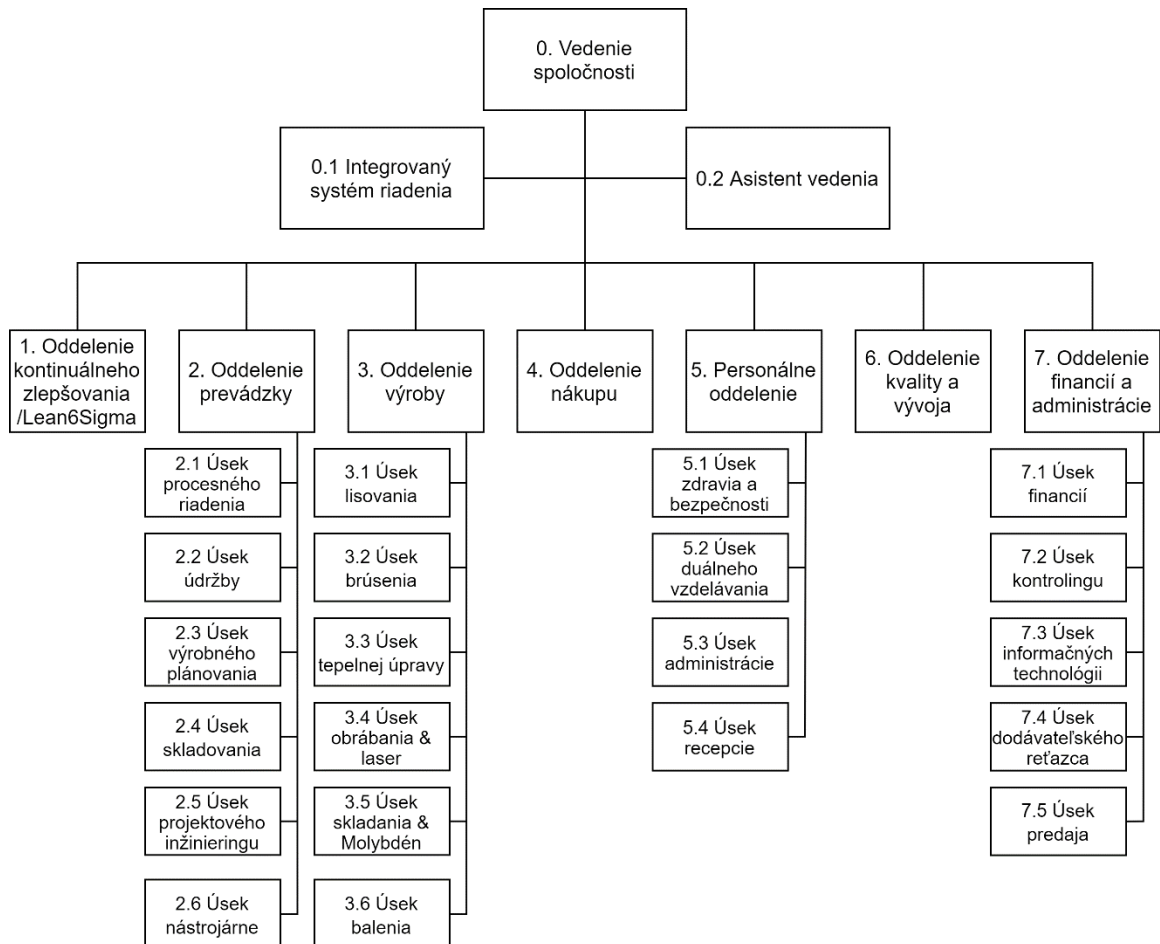 0. Vedenie
spoločnosti
0.1 Integrovaný
systém riadenia
0.2 Asistent vedenia
1. Oddelenie
kontinuálneho
zlepšovania
/Lean6Sigma
2. Oddelenie
prevádzky
3. Oddelenie
výroby
4. Oddelenie
nákupu
5. Personálne
oddelenie
6. Oddelenie
kvality a
vývoja
7. Oddelenie
financií a
administrácie
2.1 Úsek
procesného
riadenia
2.2 Úsek
údržby
2.3 Úsek
výrobného
plánovania
2.4 Úsek
skladovania
2.5 Úsek
projektového
inžinieringu
2.6 Úsek
nástrojárne
3.1 Úsek
lisovania
3.2 Úsek
brúsenia
3.3 Úsek
tepelnej úpravy
3.4 Úsek
obrábania &
laser
3.5 Úsek
skladania &
Molybdén
3.6 Úsek
balenia
5.1 Úsek
zdravia a
bezpečnosti
5.2 Úsek
duálneho
vzdelávania
5.3 Úsek
administrácie
5.4 Úsek
recepcie
7.1 Úsek
financií
7.2 Úsek
kontrolingu
7.3 Úsek
informačných
technológii
7.4 Úsek
dodávateľského
reťazca
7.5 Úsek
predaja